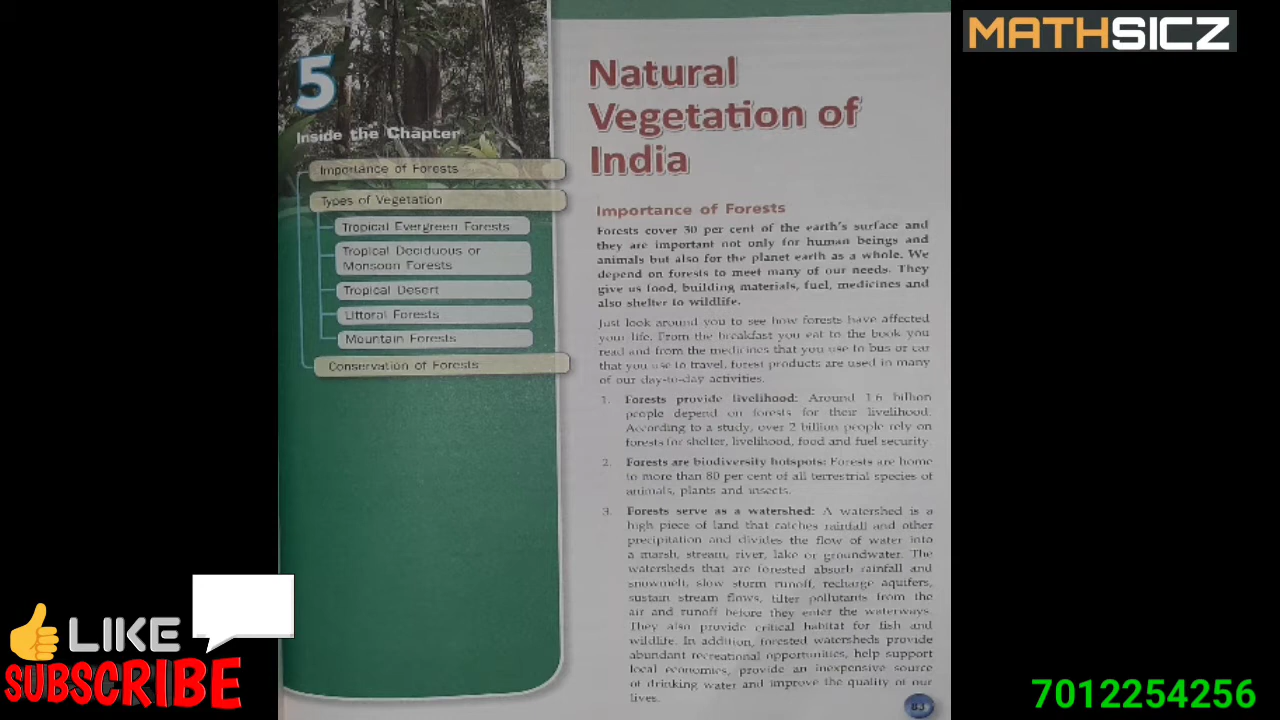 MATHSICZ
5
Inside the Chapter
Importance of Forests
Types of Vegetation
Tropical Evergreen Forests
Tropical Deciduous or
Monsoon Forests
Tropical Desert
Littoral Forests
Mountain Forests
Conservation of Forests
Natural
Vegetation of
India
Importance of Forests
Forests cover 30 per cent of the earth's surface and
they are important not only for human beings and
animals but also for the planet earth as a whole. We
depend on forests to meet many of our needs. They
give us food, building materials, fuel, medicines and
also shelter to wildlife.
Just look around you to see how forests have affected
your life. From the breakfast you eat to the book you
read and from the medicines that you use to bus or car
that you use to travel, forest products are used in many
of our day-to-day activities.
1. Forests provide livelihood: Around 1.6 billion
people depend on forests for their livelihood.
According to a study, over 2 billion people rely on
forests for shelter, livelihood, food and fuel security.
2. Forests are biodiversity hotspots: Forests are home
to more than 80 per cent of all terrestrial species of
animals, plants and insects.
3. Forests serve as a watershed: A watershed is a
high piece of land that catches rainfall and other
precipitation and divides the flow of water into
a marsh, stream, river, lake or groundwater. The
watersheds that are forested absorb rainfall and
snowmelt, slow storm runoff, recharge aquifers,
sustain stream flows, filter pollutants from the
air and runoff before they enter the waterways.
They also provide critical habitat for fish and
wildlife. In addition, forested watersheds provide
abundant recreational opportunities, help support
local economies, provide an inexpensive source
of drinking water and improve the quality of our
lives.
83
LIKE
SUBSCRIBE
7012254256